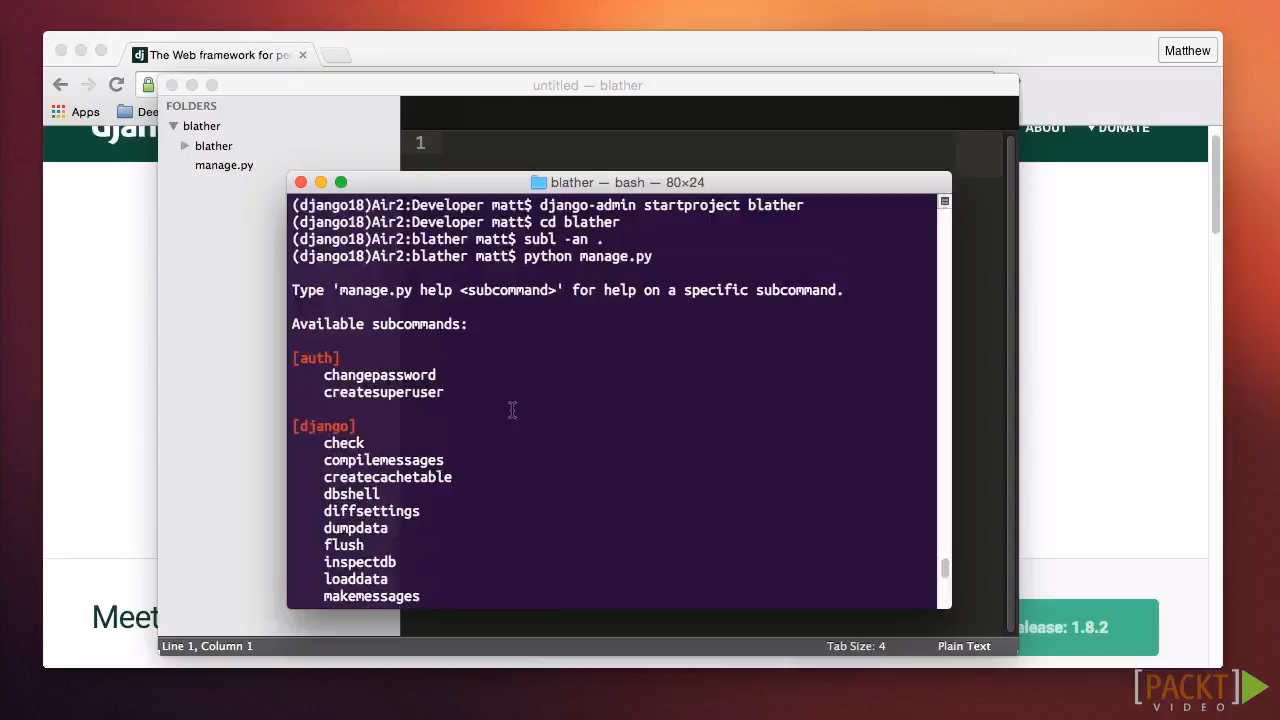 The Web framework for pe
Matthew
Apps
Dee
untitled — blather
FOLDERS
blather
blather
manage.py
1
django
ABOUT
▾ DONATE
blather — bash — 80×24
(django18)Air2:Developer matt$ django-admin startproject blather
(django18)Air2:Developer matt$ cd blather
(django18)Air2:blather matt$ subl -an .
(django18)Air2:blather matt$ python manage.py
Type 'manage.py help <subcommand>' for help on a specific subcommand.
Available subcommands:
[auth]
changepassword
createsuperuser
[django]
check
compilemessages
createcachetable
dbshell
diffsettings
dumpdata
flush
inspectdb
loaddata
makemessages
Meet
elease: 1.8.2
Line 1, Column 1
Tab Size: 4
Plain Text
[PACKT]
VIDEO